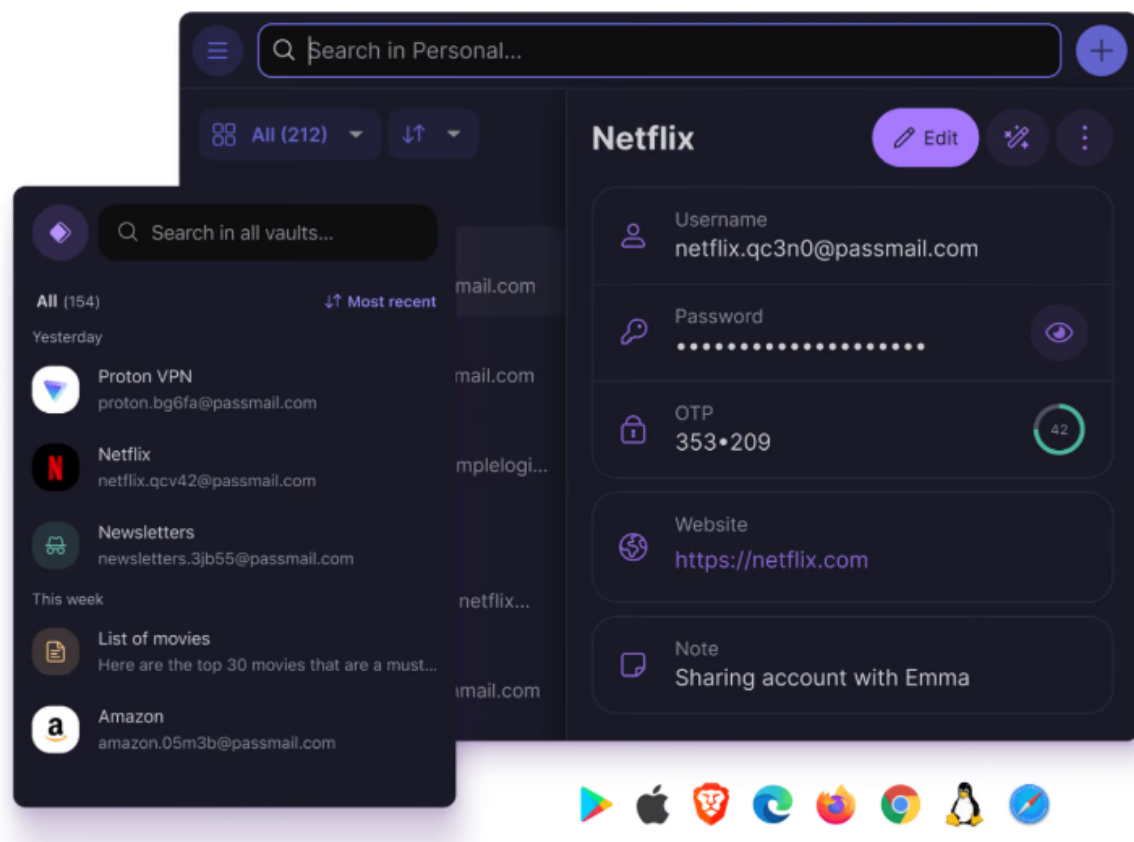 Search in Personal...
All (212)
Netflix
Edit
Username
netflix.qc3n0@passmail.com
Password
••••••••••••••••••••
OTP
353•209
42
Website
https://netflix.com
Note
Sharing account with Emma
mail.com
mail.com
mplelogi...
netflix...
mail.com
Search in all vaults...
All (154)
Most recent
Yesterday
Proton VPN
proton.bg6fa@passmail.com
Netflix
netflix.qcv42@passmail.com
Newsletters
newsletters.3jb55@passmail.com
This week
List of movies
Here are the top 30 movies that are a must...
Amazon
amazon.05m3b@passmail.com